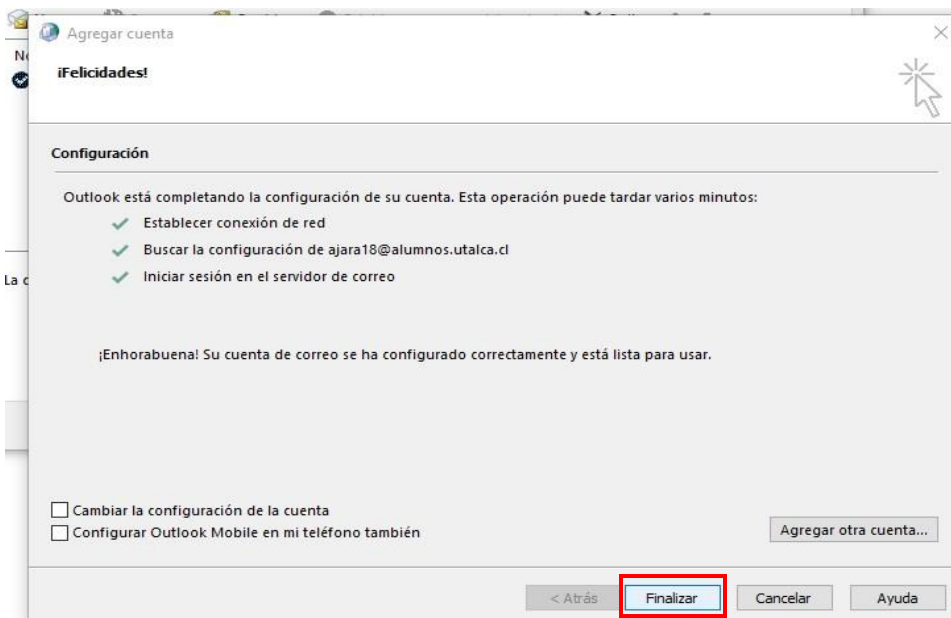 Agregar cuenta
¡Felicidades!
Configuración
Outlook está completando la configuración de su cuenta. Esta operación puede tardar varios minutos:
Establecer conexión de red
Buscar la configuración de ajara18@alumnos.utalca.cl
Iniciar sesión en el servidor de correo
La c
¡Enhorabuena! Su cuenta de correo se ha configurado correctamente y está lista para usar.
Cambiar la configuración de la cuenta
Configurar Outlook Mobile en mi teléfono también
Agregar otra cuenta...
< Atrás Finalizar Cancelar Ayuda